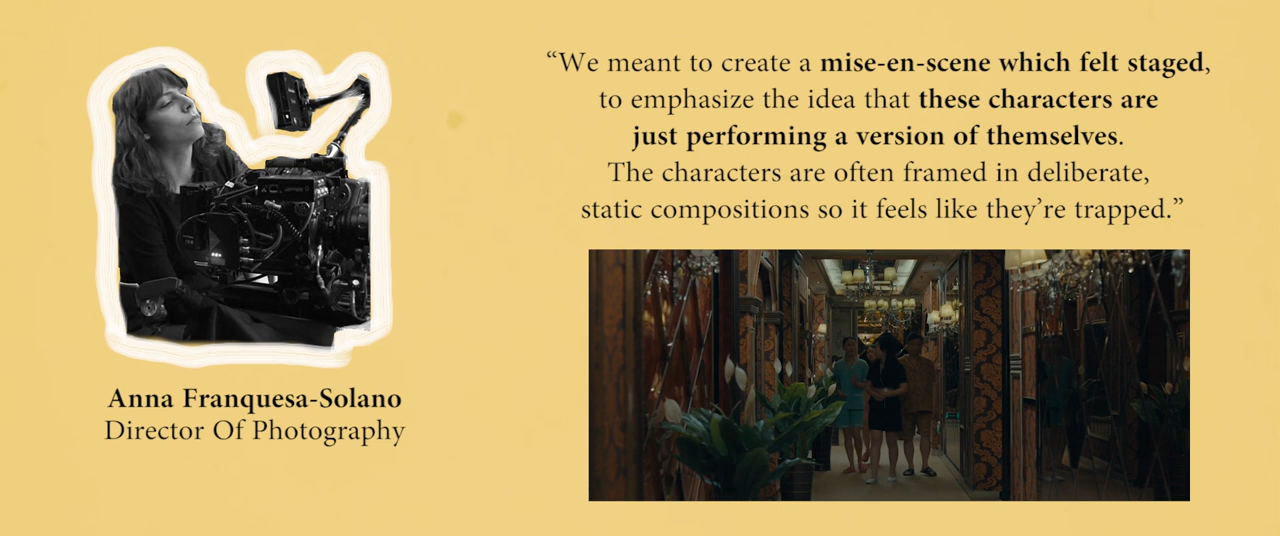 “We meant to create a mise-en-scene which felt staged,
to emphasize the idea that these characters are
just performing a version of themselves.
The characters are often framed in deliberate,
static compositions so it feels like they’re trapped.”
Anna Franquesa-Solano
Director Of Photography